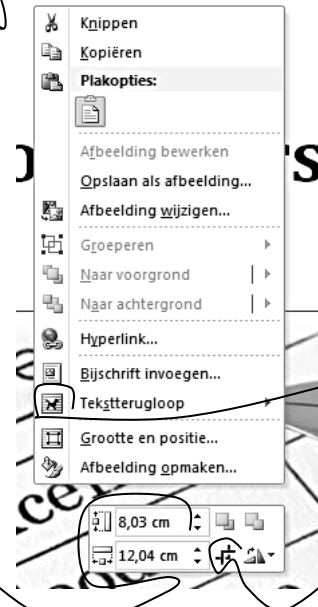 Knippen
Kopiëren
Plakopties:
Afbeelding bewerken
Opslaan als afbeelding...
Afbeelding wijzigen...
Groeperen
Naar voorgrond
Naar achtergrond
Hyperlink...
Bijschrift invoegen...
Tekstterugloop
Grootte en positie...
Afbeelding opmaken...
8,03 cm
12,04 cm